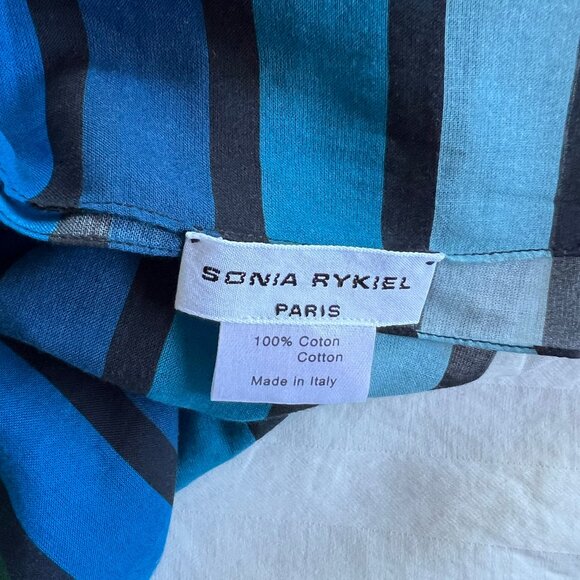 SONIA RYKIEL
PARIS
100% Coton
Cotton
Made in Italy